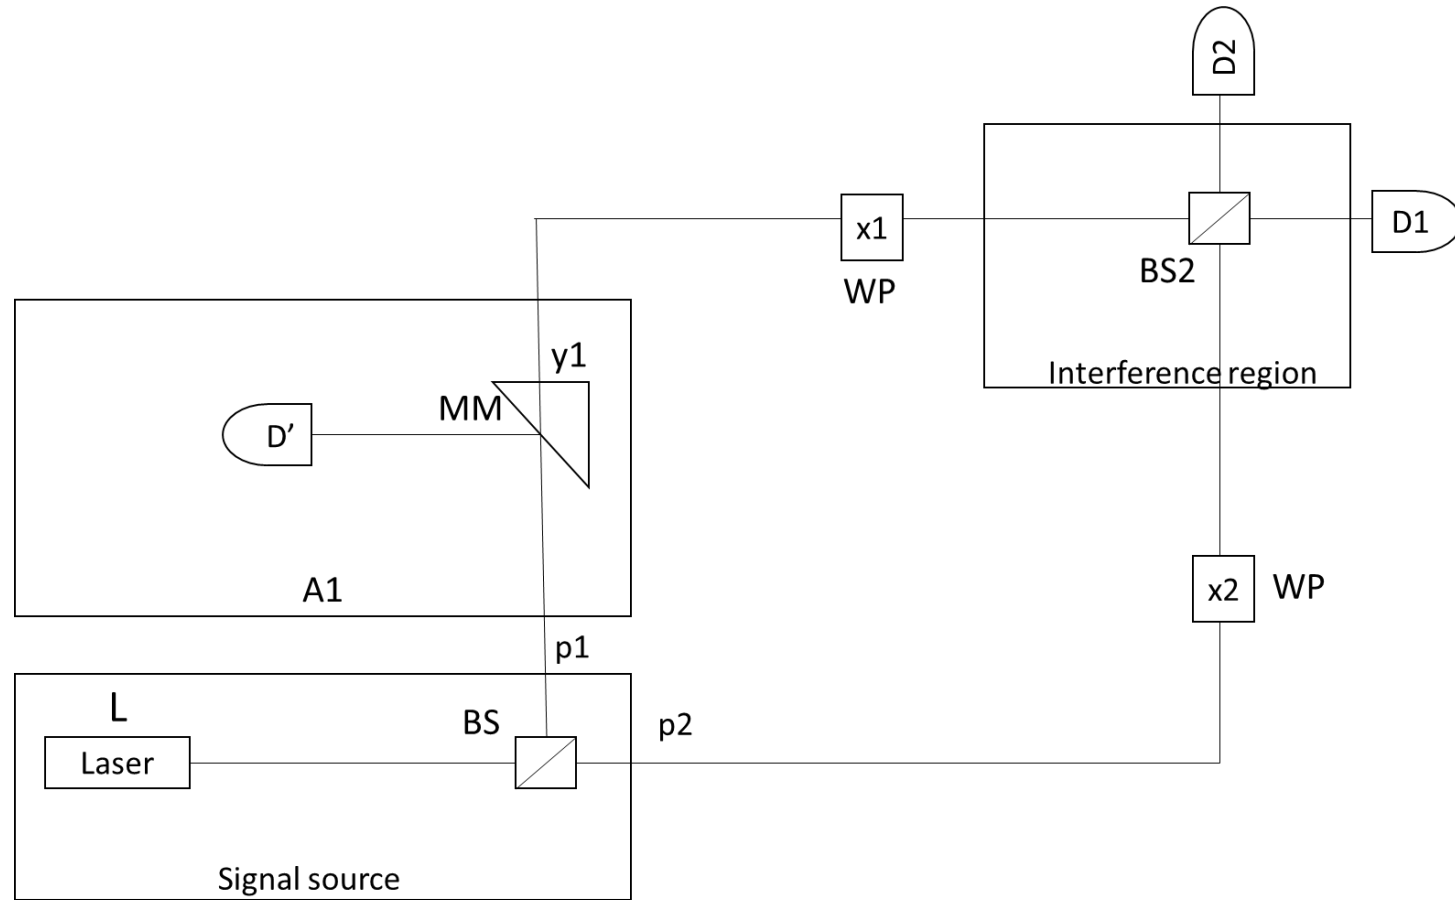 D2
x1
WP
D1
BS2
Interference region
y1
MM
D’
A1
x2
WP
p1
L
BS
p2
Laser
Signal source